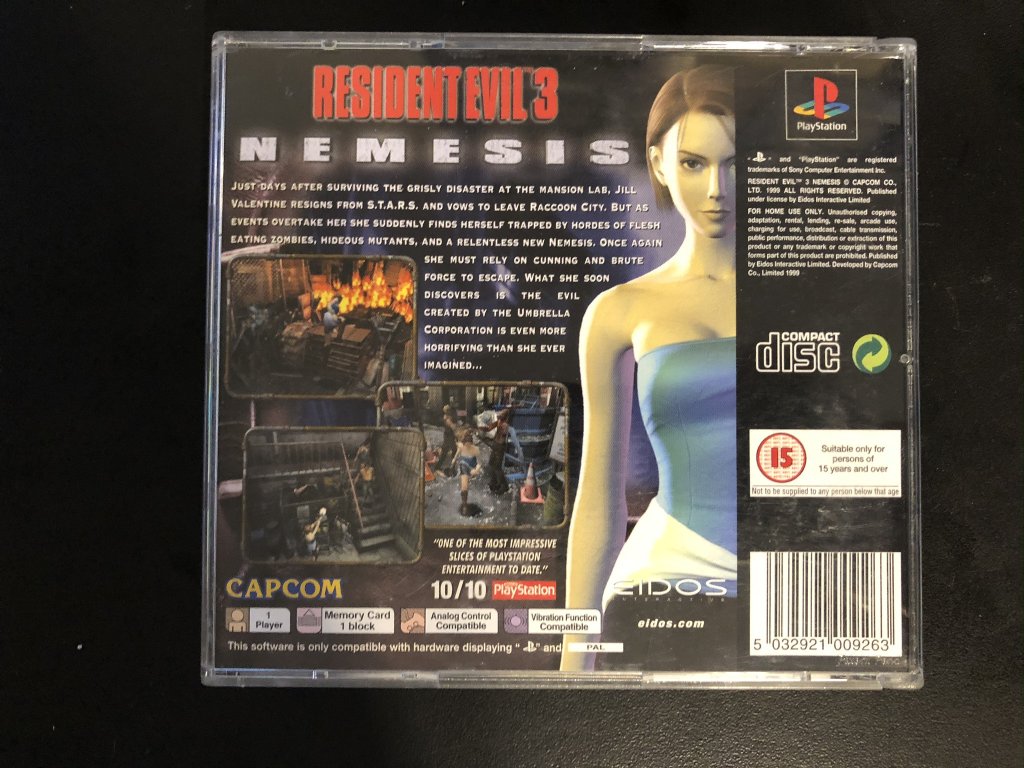 RESIDENT EVIL™ 3
NEMESIS
JUST DAYS AFTER SURVIVING THE GRISLY DISASTER AT THE MANSION LAB, JILL
VALENTINE RESIGNS FROM S.T.A.R.S. AND VOWS TO LEAVE RACCOON CITY. BUT AS
EVENTS OVERTAKE HER SHE SUDDENLY FINDS HERSELF TRAPPED BY HORDES OF FLESH
EATING ZOMBIES, HIDEOUS MUTANTS, AND A RELENTLESS NEW NEMESIS. ONCE AGAIN
SHE MUST RELY ON CUNNING AND BRUTE
FORCE TO ESCAPE. WHAT SHE SOON
DISCOVERS IS THE EVIL
CREATED BY THE UMBRELLA
CORPORATION IS EVEN MORE
HORRIFYING THAN SHE EVER
IMAGINED...
"ONE OF THE MOST IMPRESSIVE
SLICES OF PLAYSTATION
ENTERTAINMENT TO DATE."
10/10 PlayStation
CAPCOM
EIDOS
INTERACTIVE
eidos.com
1
Player
Memory Card
1 block
Analog Control
Compatible
Vibration Function
Compatible
This software is only compatible with hardware displaying " " and PAL
PlayStation
" " and "PlayStation" are registered
trademarks of Sony Computer Entertainment Inc.
RESIDENT EVIL™ 3 NEMESIS © CAPCOM CO.,
LTD. 1999 ALL RIGHTS RESERVED. Published
under license by Eidos Interactive Limited
FOR HOME USE ONLY. Unauthorised copying,
adaptation, rental, lending, re-sale, arcade use,
charging for use, broadcast, cable transmission,
public performance, distribution or extraction of this
product or any trademark or copyright work that
forms part of this product are prohibited. Published
by Eidos Interactive Limited. Developed by Capcom
Co., Limited 1999
COMPACT
disc
15
Suitable only for
persons of
15 years and over
Not to be supplied to any person below that age
5 032921 009263